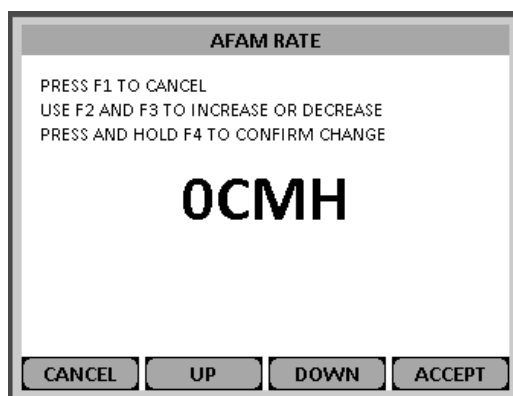 AFAM RATE
PRESS F1 TO CANCEL
USE F2 AND F3 TO INCREASE OR DECREASE
PRESS AND HOLD F4 TO CONFIRM CHANGE
0CMH
CANCEL UP DOWN ACCEPT